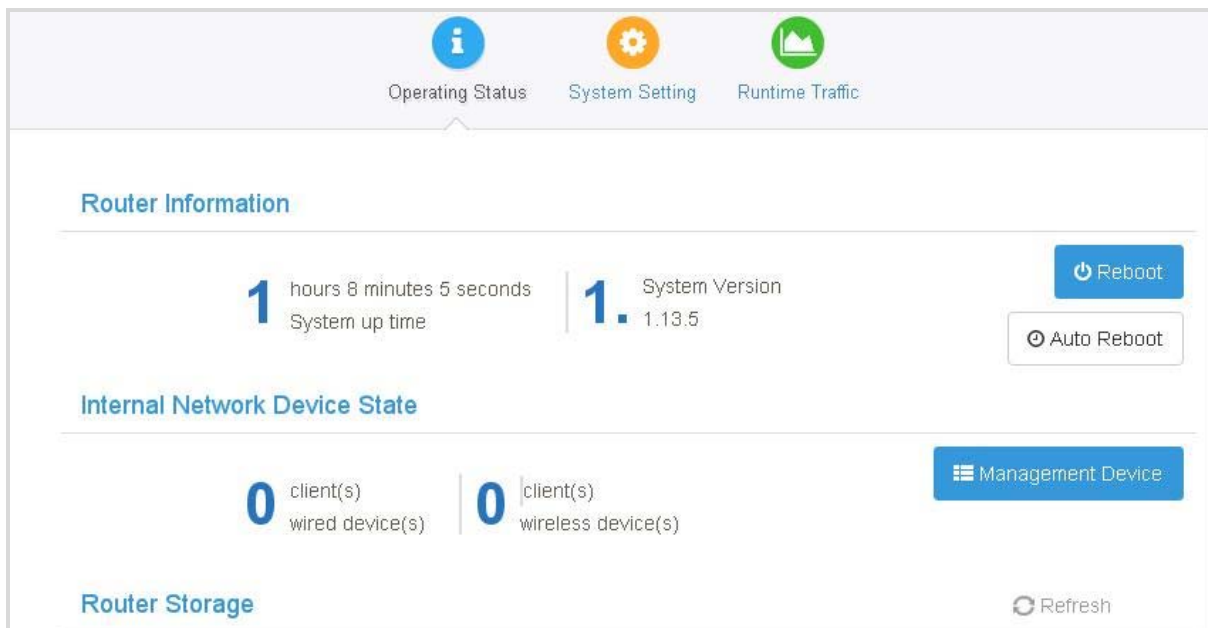 Operating Status
System Setting
Runtime Traffic
Router Information
1 hours 8 minutes 5 seconds
System up time
1. System Version
1.13.5
Reboot
Auto Reboot
Internal Network Device State
0 client(s)
wired device(s)
0 client(s)
wireless device(s)
Management Device
Router Storage
Refresh